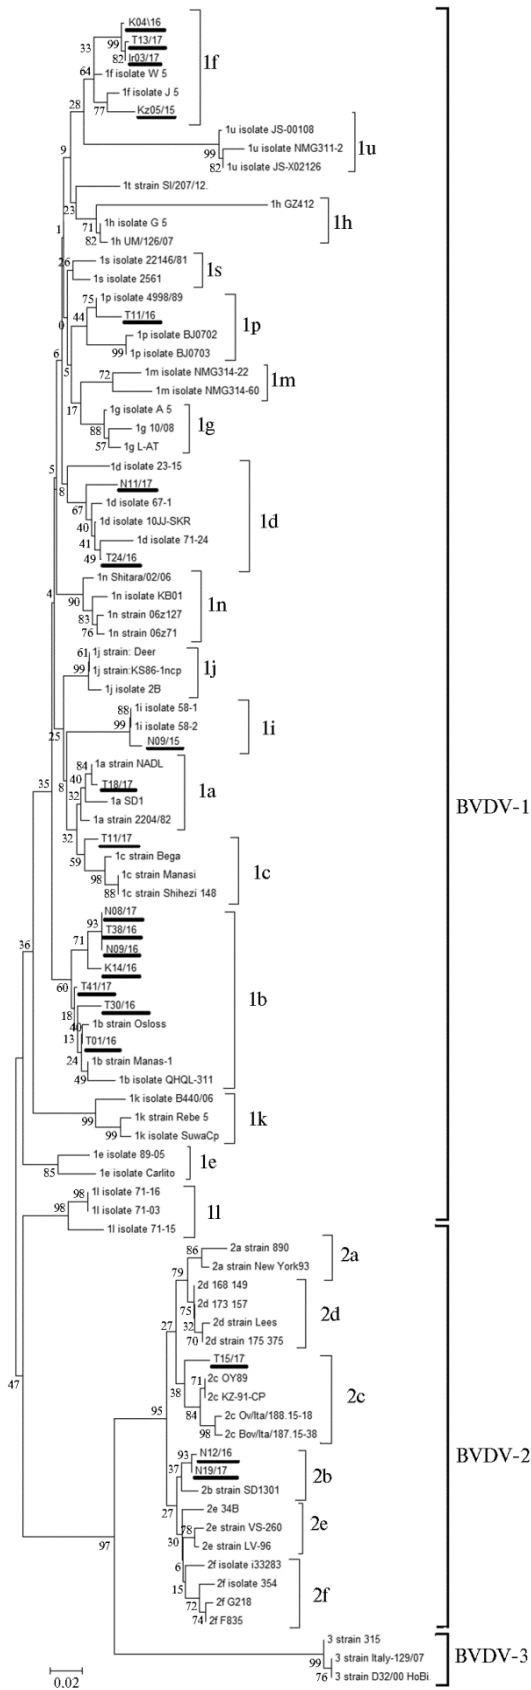 K04\16
33
99
T13/17
82
Ir03/17
1f
64
1f isolate W 5
1f isolate J 5
77
Kz05/15
28
1u isolate JS-00108
99
1u isolate NMG311-2
1u
82
1u isolate JS-X02126
9
1t strain SI/207/12.
23
1h GZ412
71
1h isolate G 5
1h
82
1h UM/126/07
1
26
1s isolate 22146/81
1s
1s isolate 2561
75
1p isolate 4998/89
0
44
T11/16
1p
1p isolate BJ0702
99
1p isolate BJ0703
6
5
72
1m isolate NMG314-22
1m
1m isolate NMG314-60
17
1g isolate A 5
88
1g 10/08
1g
57
1g L-AT
5
1d isolate 23-15
8
N11/17
67
1d isolate 67-1
40
1d isolate 10JJ-SKR
1d
41
1d isolate 71-24
49
T24/16
4
1n Shitara/02/06
90
1n isolate KB01
1n
83
1n strain 06z127
76
1n strain 06z71
61
1j strain: Deer
99
1j strain:KS86-1ncp
1j
1j isolate 2B
88
1i isolate 58-1
99
1i isolate 58-2
1i
25
N09/15
84
1a strain NADL
35
8
40
T18/17
1a
BVDV-1
32
1a SD1
1a strain 2204/82
32
T11/17
59
1c strain Bega
98
1c strain Manasi
1c
88
1c strain Shihezi 148
N08/17
93
T38/16
36
71
N09/16
K14/16
60
T41/17
1b
18
T30/16
40
1b strain Osloss
13
T01/16
24
1b strain Manas-1
49
1b isolate QHQL-311
1k isolate B440/06
99
1k strain Rebe 5
1k
99
1k isolate SuwaCp
1e isolate 89-05
1e
85
1e isolate Carlito
98
1l isolate 71-16
98
1l isolate 71-03
1l
1l isolate 71-15
86
2a strain 890
2a
79
2a strain New York93
2d 168 149
75
2d 173 157
2d
27
32
2d strain Lees
70
2d strain 175 375
T15/17
47
38
71
2c OY89
2c KZ-91-CP
2c
95
84
2c Ov/Ita/188.15-18
98
2c Bov/Ita/187.15-38
BVDV-2
93
N12/16
37
N19/17
2b
2b strain SD1301
27
2e 34B
78
2e strain VS-260
2e
97
30
2e strain LV-96
6
2f isolate i33283
15
2f isolate 354
2f
72
2f G218
74
2f F835
3 strain 315
99
3 strain Italy-129/07
BVDV-3
76
3 strain D32/00 HoBi.
0.02